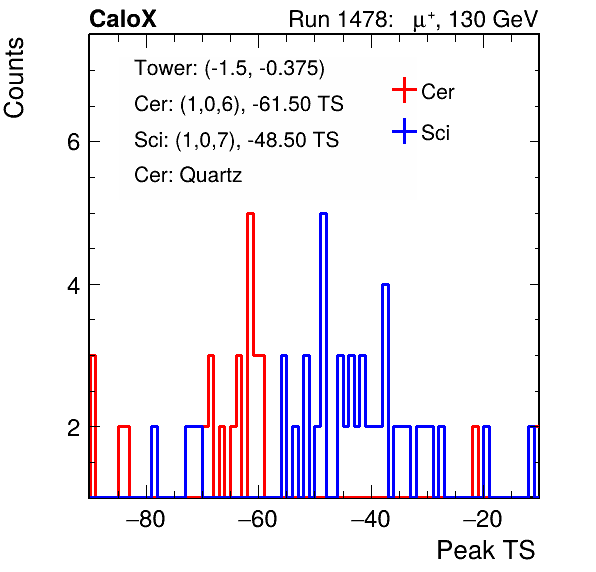 CaloX Run 1478: μ⁺, 130 GeV
Counts
Tower: (-1.5, -0.375)
Cer: (1,0,6), -61.50 TS
Sci: (1,0,7), -48.50 TS
Cer: Quartz
Cer
Sci
6
4
2
−80 −60 −40 −20
Peak TS